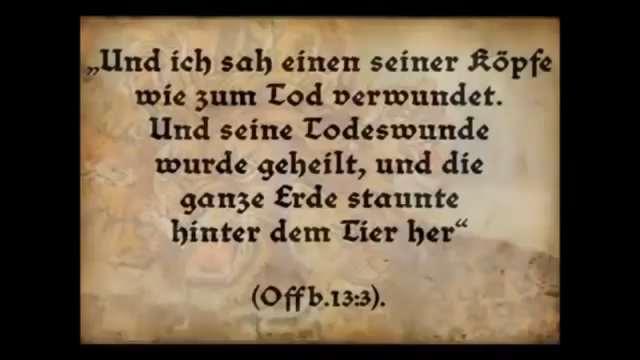 „Und ich sah einen seiner Köpfe
wie zum Tod verwundet.
Und seine Todeswunde
wurde geheilt, und die
ganze Erde staunte
hinter dem Tier her“
(Offb.13:3).